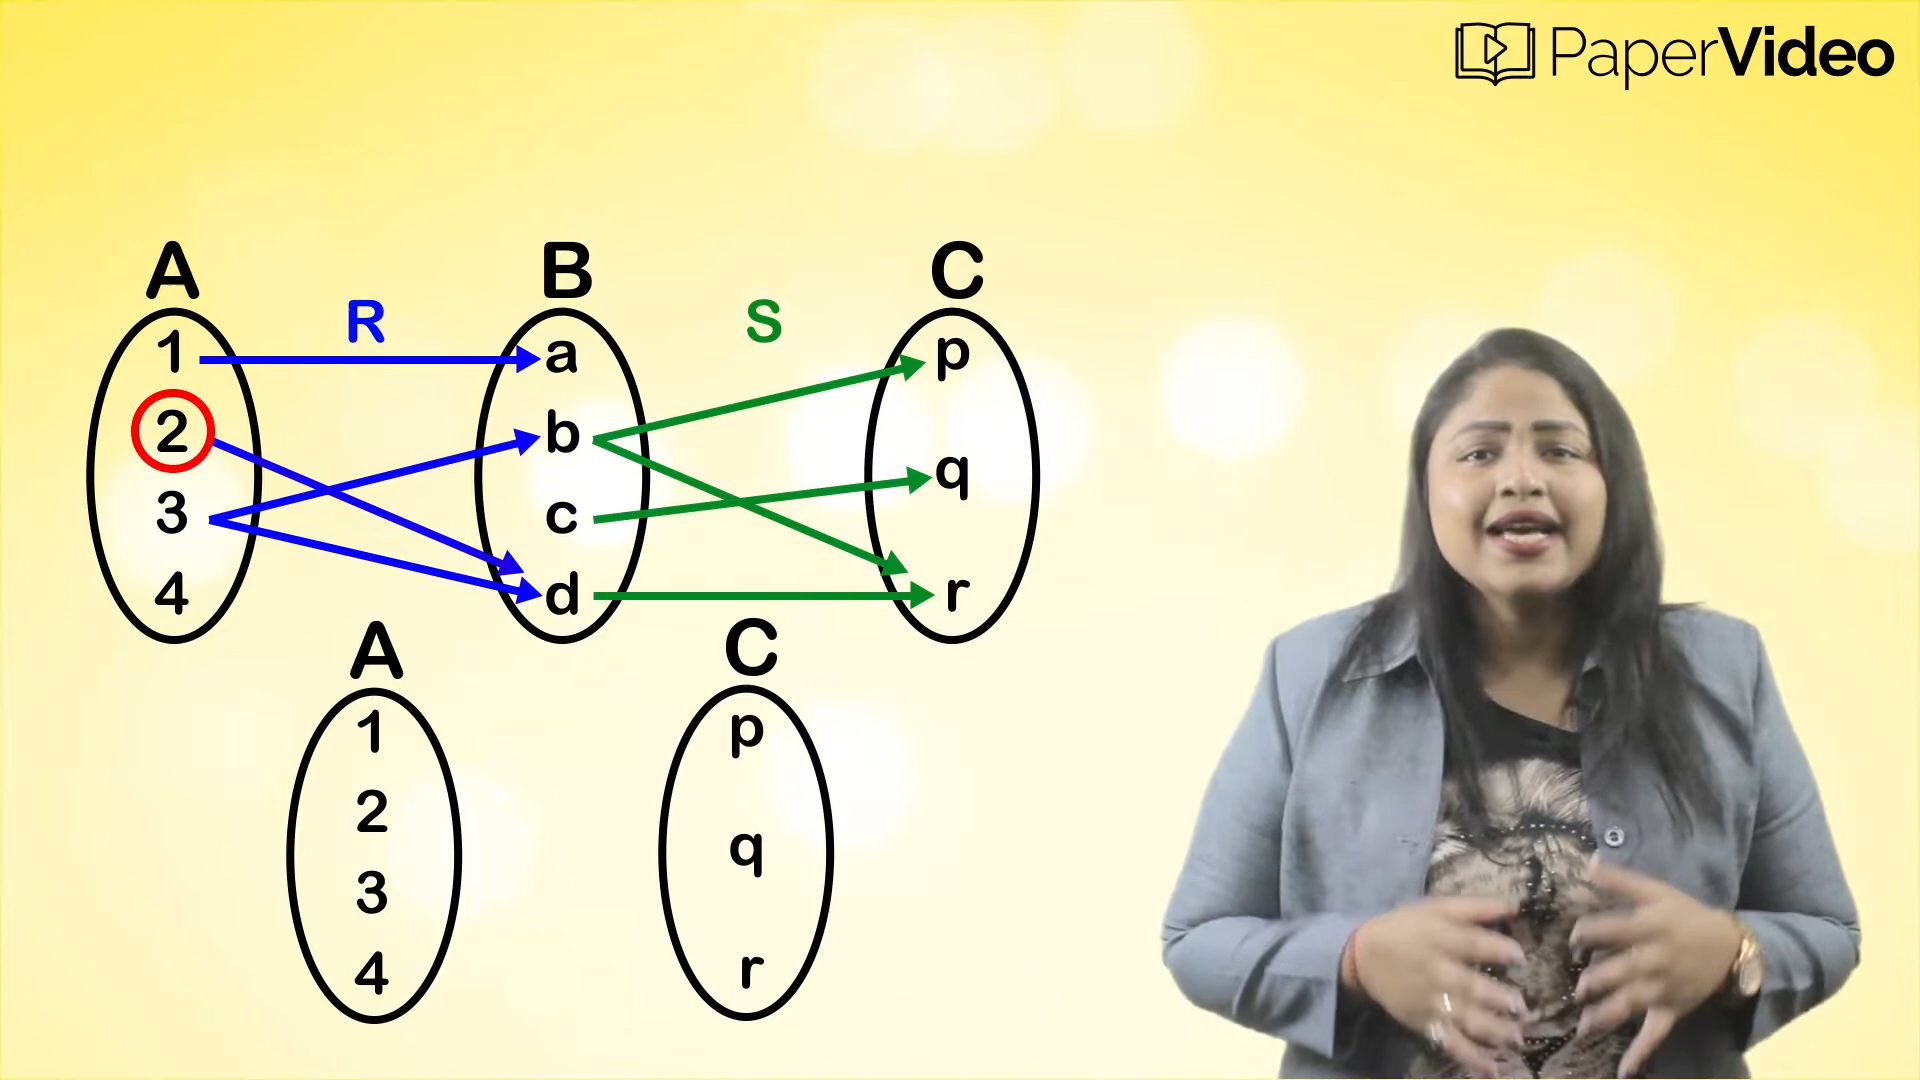 PaperVideo
A B C
R S
1 a p
2 b q
3 c
4 d r
A C
1 p
2
q
3
4 r